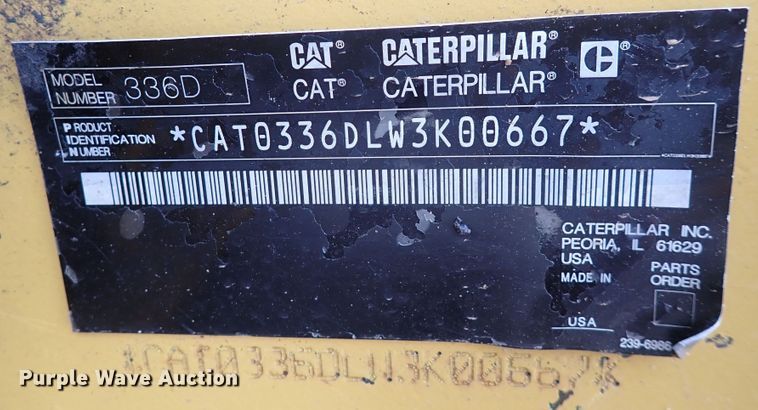 CAT® CATERPILLAR® C®
CAT® CATERPILLAR®
MODEL NUMBER 336D
PRODUCT IDENTIFICATION NUMBER *CAT0336DLW3K00667*
CATERPILLAR INC.
PEORIA, IL 61629
USA
MADE IN
USA
PARTS
ORDER
239-6986
*CAT0336DLW3K00667*
Purple Wave Auction